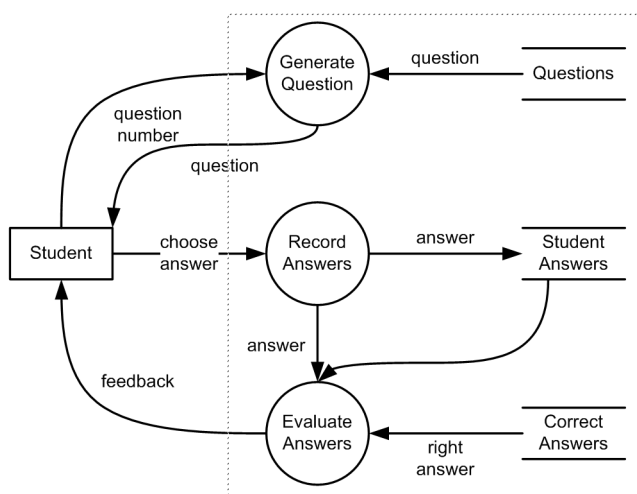 Generate
Question
question
Questions
question
number
question
Student
choose
answer
Record
Answers
answer
Student
Answers
answer
feedback
Evaluate
Answers
right
answer
Correct
Answers